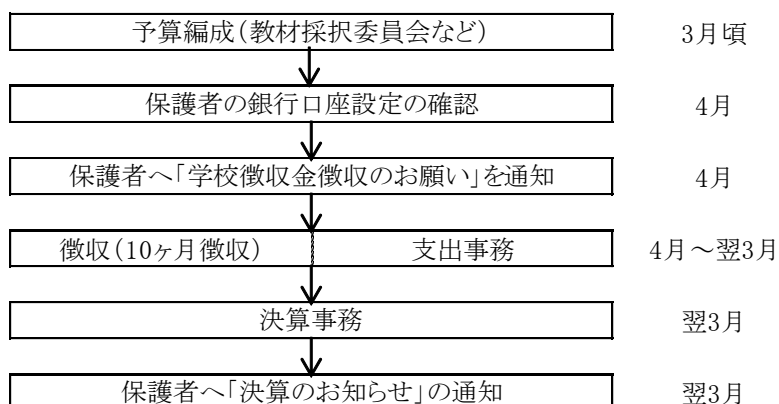 予算編成（教材採択委員会など） 3月頃
保護者の銀行口座設定の確認 4月
保護者へ「学校徴収金徴収のお願い」を通知 4月
徴収（10ヶ月徴収） 支出事務 4月～翌3月
決算事務 翌3月
保護者へ「決算のお知らせ」の通知 翌3月